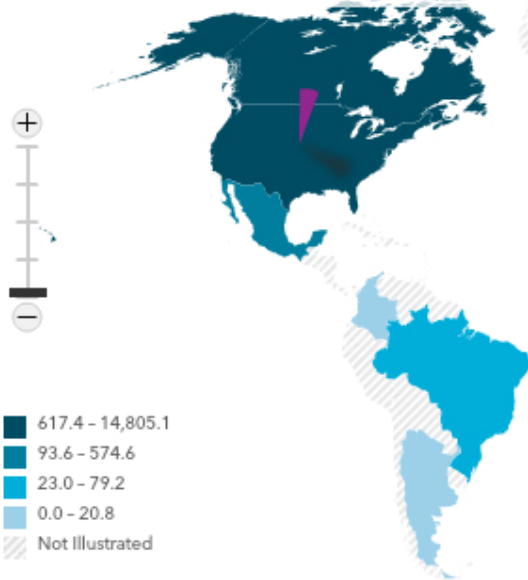 +
−
617.4 – 14,805.1
93.6 – 574.6
23.0 – 79.2
0.0 – 20.8
Not Illustrated